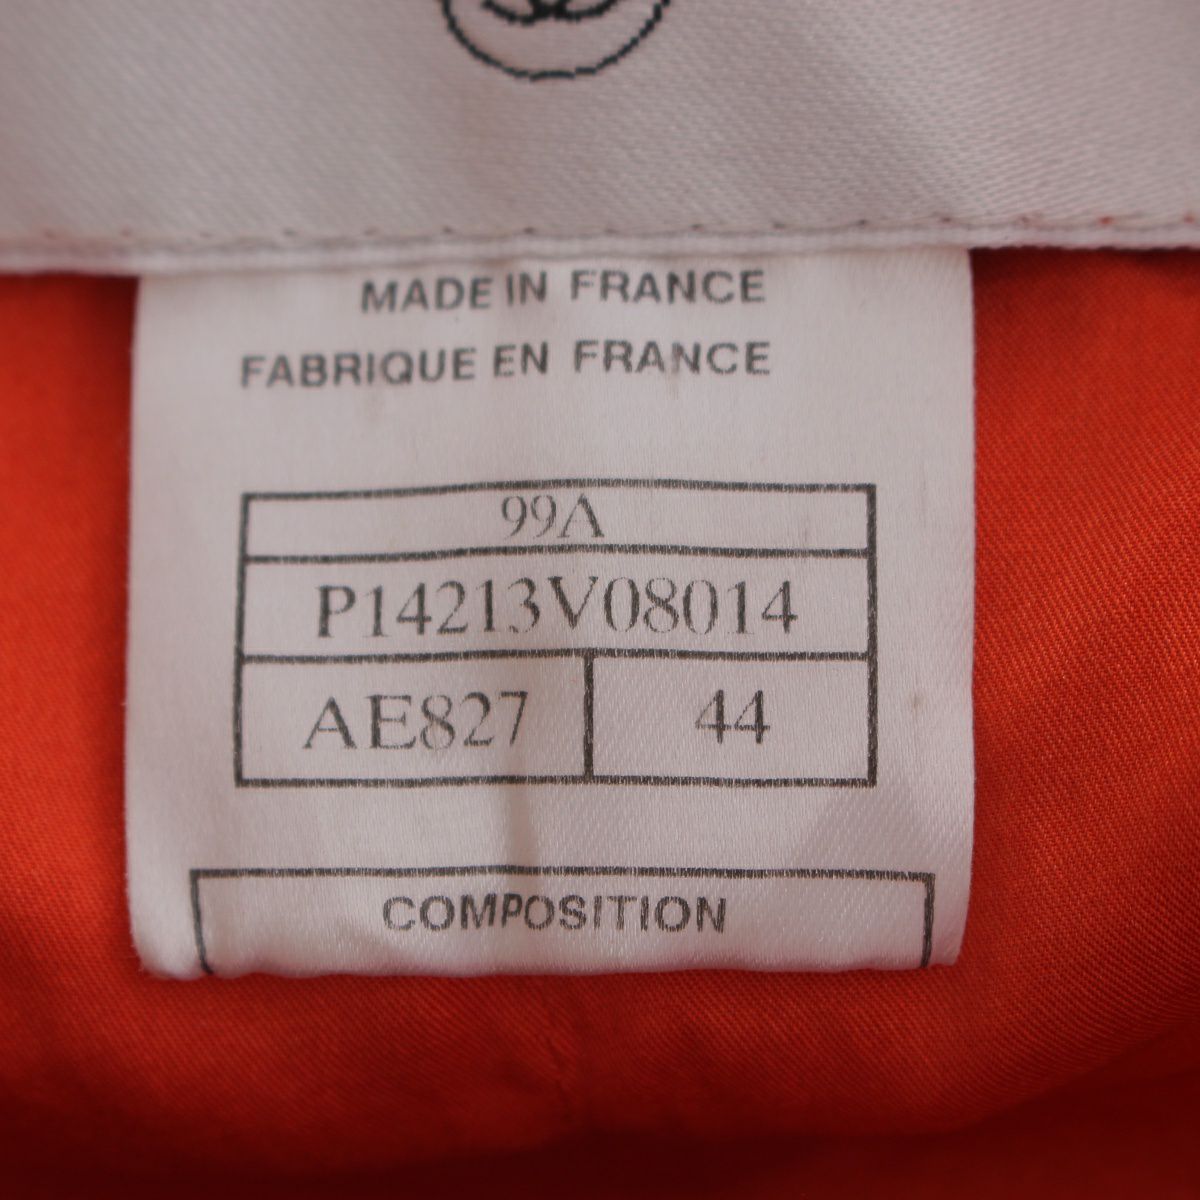 MADE IN FRANCE
FABRIQUE EN FRANCE
99A
P14213V08014
AE827 44
COMPOSITION